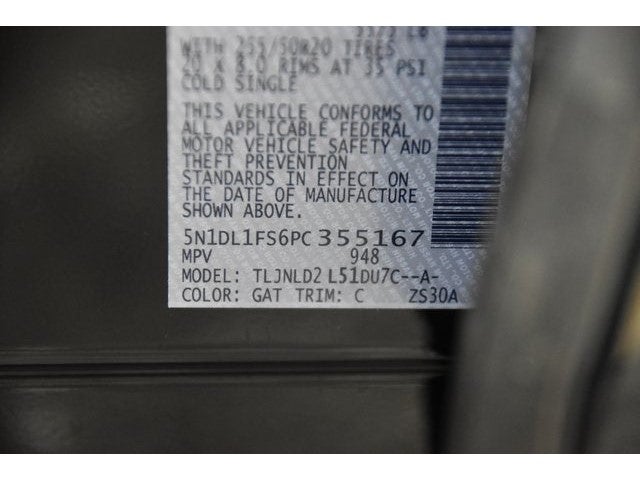 WITH 255/50R20 TIRES
20 X 8.0 RIMS AT 35 PSI
COLD SINGLE
THIS VEHICLE CONFORMS TO
ALL APPLICABLE FEDERAL
MOTOR VEHICLE SAFETY AND
THEFT PREVENTION
STANDARDS IN EFFECT ON
THE DATE OF MANUFACTURE
SHOWN ABOVE.
5N1DL1FS6PC355167
MPV 948
MODEL: TLJNLD2 L51DU7C--A-
COLOR: GAT TRIM: C ZS30A